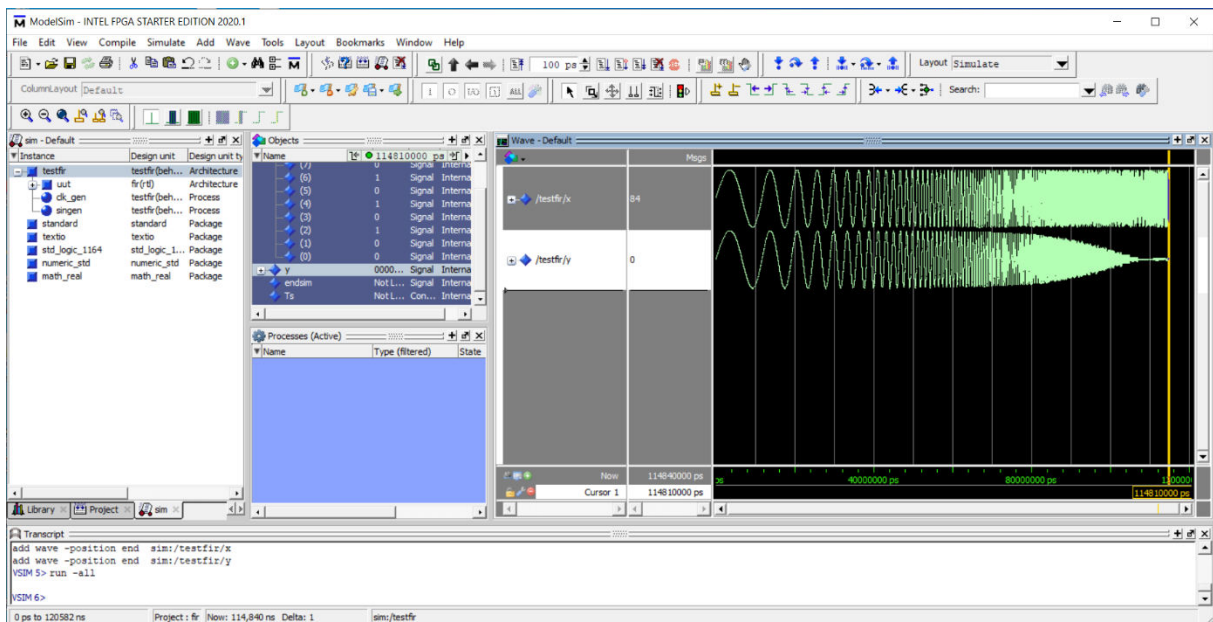 ModelSim - INTEL FPGA STARTER EDITION 2020.1
File Edit View Compile Simulate Add Wave Tools Layout Bookmarks Window Help
100 ps
Layout Simulate
ColumnLayout Default
Search:
sim - Default
Instance Design unit Design unit ty
testfir testfir(beh... Architecture
uut fir(rtl) Architecture
clk_gen testfir(beh... Process
singen testfir(beh... Process
standard standard Package
textio textio Package
std_logic_1164 std_logic_1... Package
numeric_std numeric_std Package
math_real math_real Package
Library Project sim
Objects
Name 114810000 ps
(7) 0 Signal Interna
(6) 1 Signal Interna
(5) 0 Signal Interna
(4) 1 Signal Interna
(3) 0 Signal Interna
(2) 1 Signal Interna
(1) 0 Signal Interna
(0) 0 Signal Interna
y 0000... Signal Interna
endsim Not L... Signal Interna
Ts Not L... Con... Interna
Processes (Active)
Name Type (filtered) State
Wave - Default
Msgs
/testfir/x 84
/testfir/y 0
Now 114840000 ps
40000000 ps 80000000 ps
Cursor 1 114810000 ps
114810000 ps
Transcript
add wave -position end sim:/testfir/x
add wave -position end sim:/testfir/y
VSIM 5> run -all
VSIM 6>
0 ps to 120582 ns Project : fir Now: 114,840 ns Delta: 1 sim:/testfir